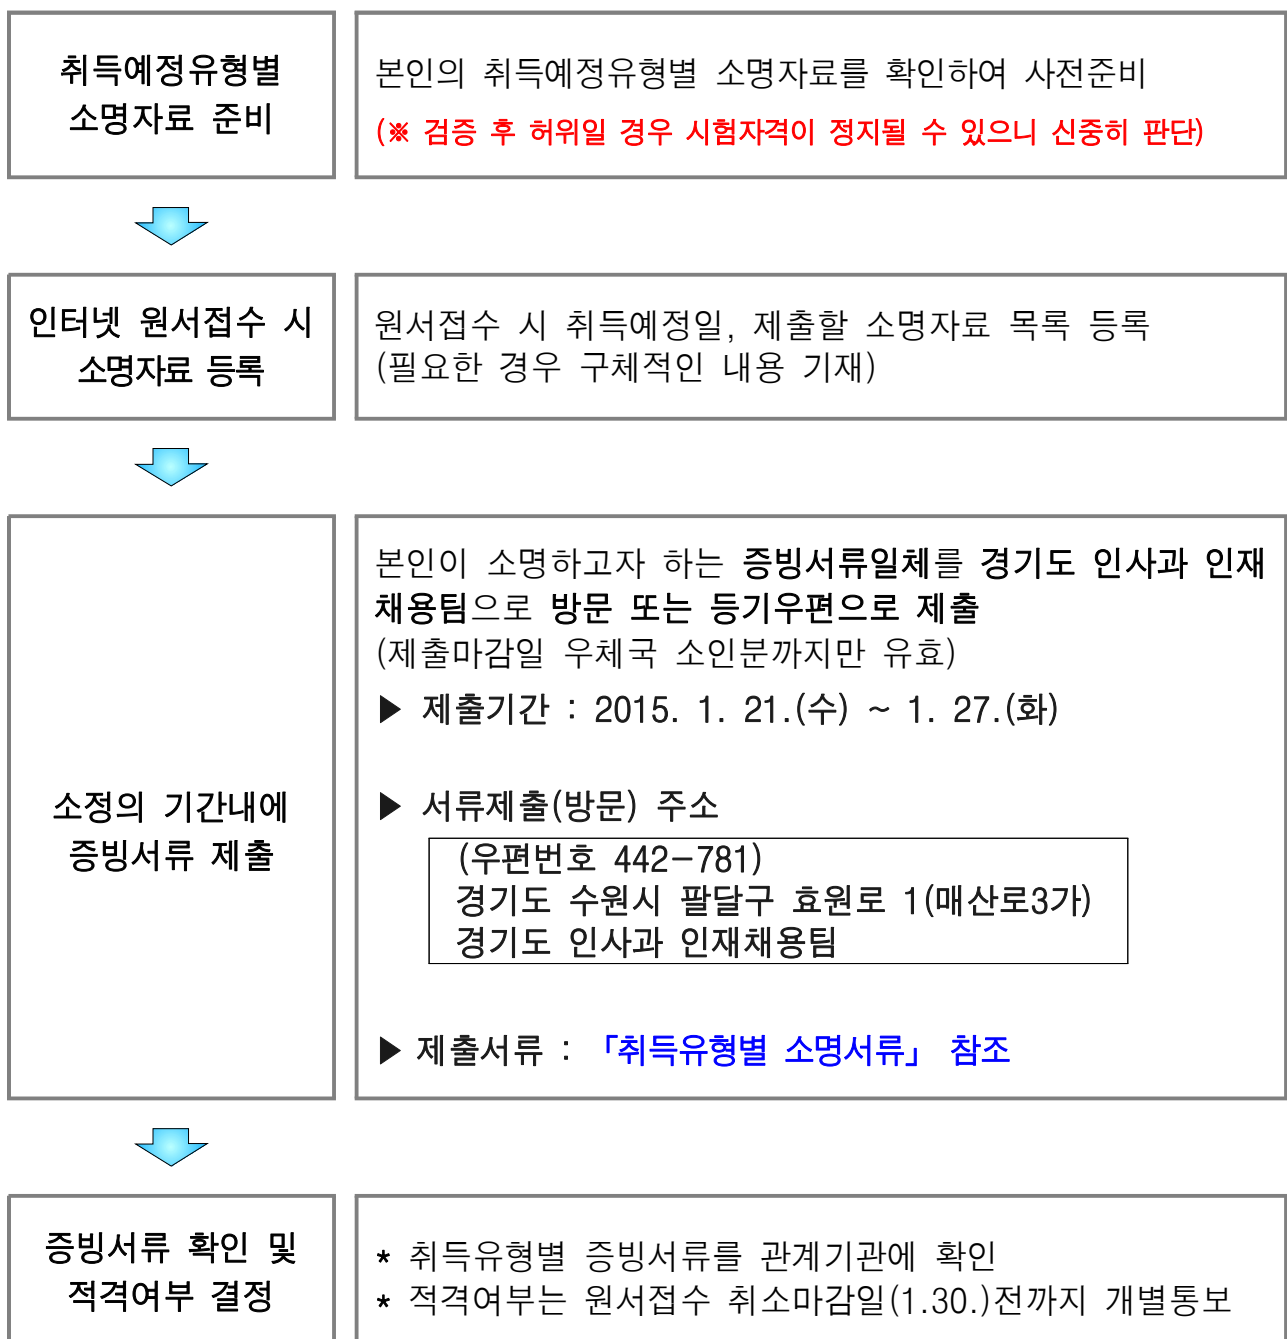 취득예정유형별
소명자료 준비
본인의 취득예정유형별 소명자료를 확인하여 사전준비
(※ 검증 후 허위일 경우 시험자격이 정지될 수 있으니 신중히 판단)
인터넷 원서접수 시
소명자료 등록
원서접수 시 취득예정일, 제출할 소명자료 목록 등록
(필요한 경우 구체적인 내용 기재)
소정의 기간내에
증빙서류 제출
본인이 소명하고자 하는 증빙서류일체를 경기도 인사과 인재
채용팀으로 방문 또는 등기우편으로 제출
(제출마감일 우체국 소인분까지만 유효)
▶ 제출기간 : 2015. 1. 21.(수) ~ 1. 27.(화)
▶ 서류제출(방문) 주소
(우편번호 442-781)
경기도 수원시 팔달구 효원로 1(매산로3가)
경기도 인사과 인재채용팀
▶ 제출서류 : 「취득유형별 소명서류」 참조
증빙서류 확인 및
적격여부 결정
* 취득유형별 증빙서류를 관계기관에 확인
* 적격여부는 원서접수 취소마감일(1.30.)전까지 개별통보